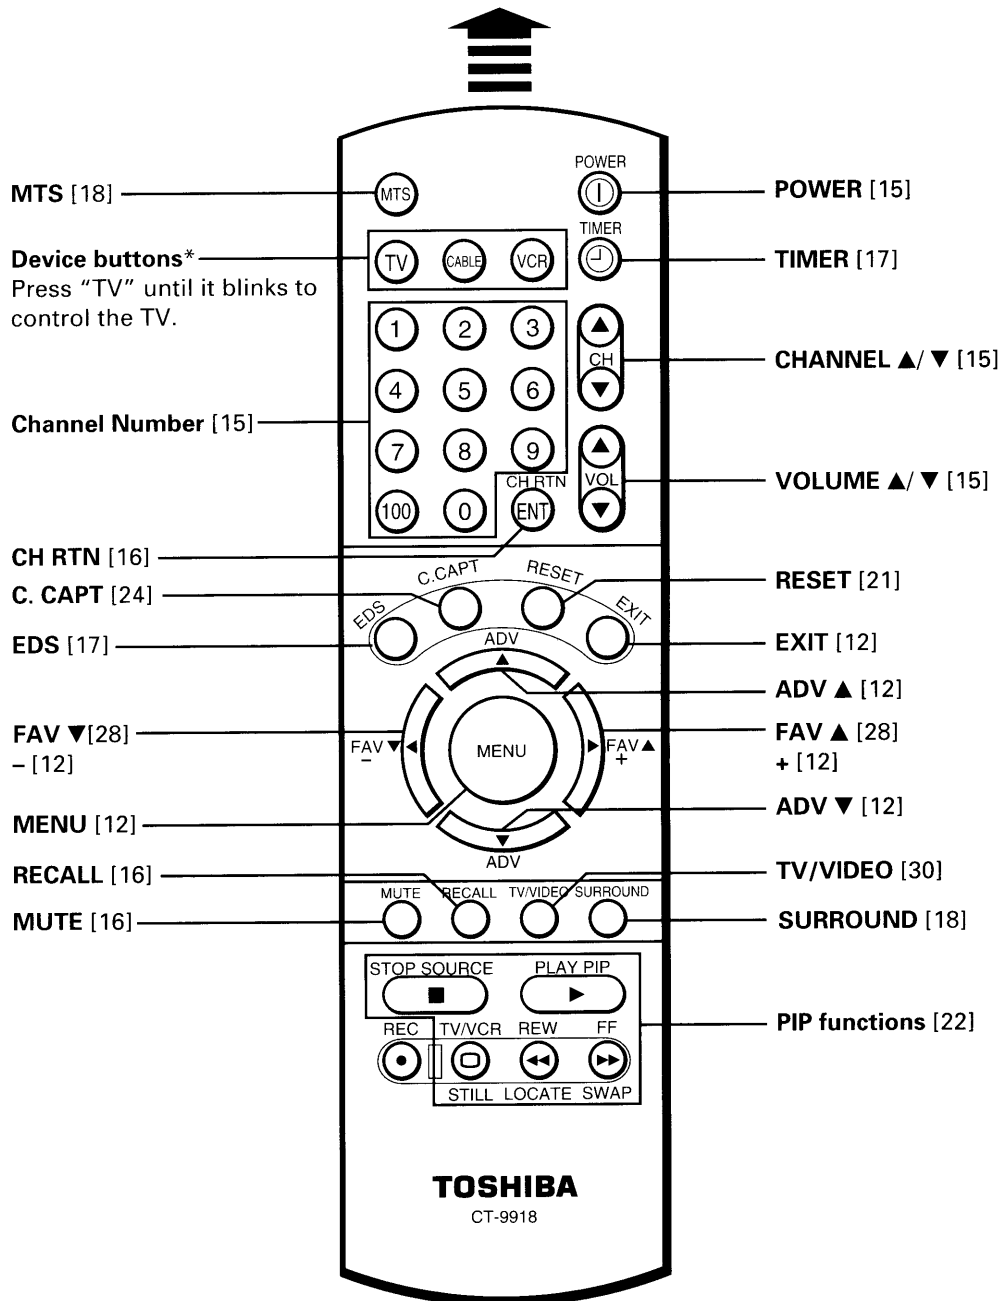 MTS [18]
Device buttons*
Press “TV” until it blinks to
control the TV.
Channel Number [15]
CH RTN [16]
C. CAPT [24]
EDS [17]
FAV ▼[28]
– [12]
MENU [12]
RECALL [16]
MUTE [16]
POWER
MTS
TIMER
TV CABLE VCR
1 2 3
CH
4 5 6
7 8 9
VOL
CH RTN
100 0 ENT
C.CAPT RESET
EDS EXIT
ADV
FAV ▼ MENU FAV ▲
– +
ADV
MUTE RECALL TV/VIDEO SURROUND
STOP SOURCE PLAY PIP
REC TV/VCR REW FF
STILL LOCATE SWAP
TOSHIBA
CT-9918
POWER [15]
TIMER [17]
CHANNEL ▲/ ▼ [15]
VOLUME ▲/ ▼ [15]
RESET [21]
EXIT [12]
ADV ▲ [12]
FAV ▲ [28]
+ [12]
ADV ▼ [12]
TV/VIDEO [30]
SURROUND [18]
PIP functions [22]